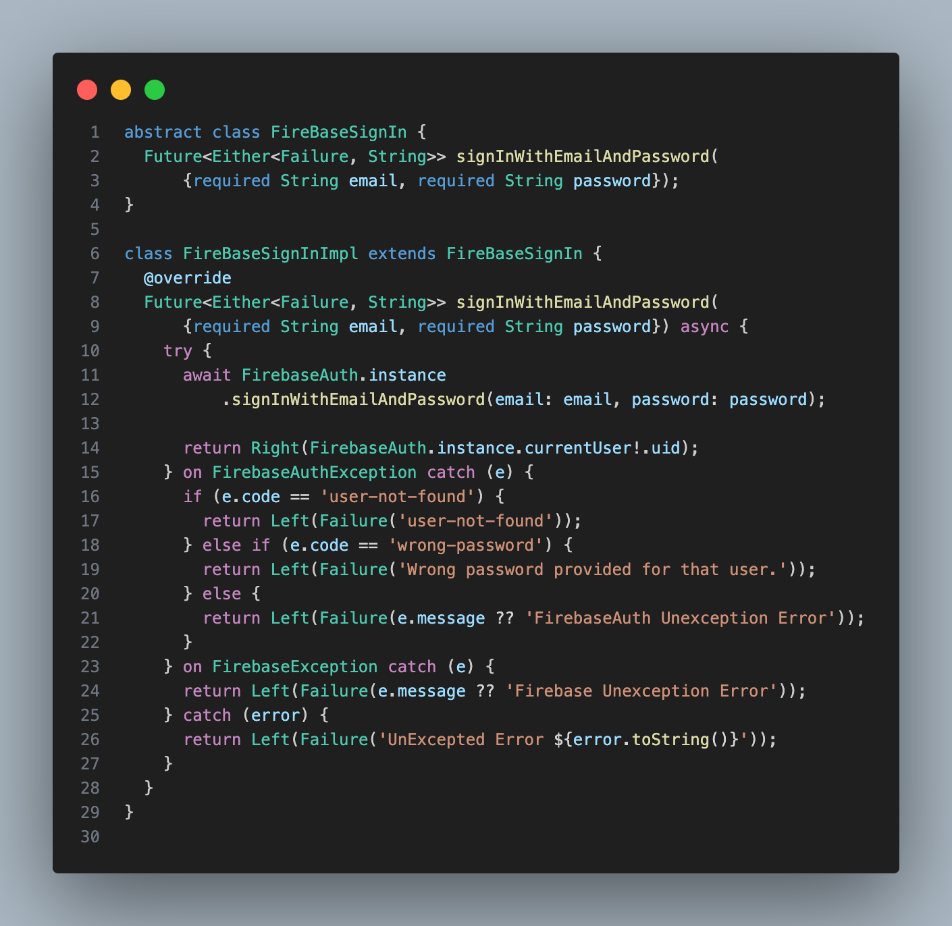 1 abstract class FireBaseSignIn {
2   Future<Either<Failure, String>> signInWithEmailAndPassword(
3       {required String email, required String password});
4 }
5
6 class FireBaseSignInImpl extends FireBaseSignIn {
7   @override
8   Future<Either<Failure, String>> signInWithEmailAndPassword(
9       {required String email, required String password}) async {
10     try {
11       await FirebaseAuth.instance
12           .signInWithEmailAndPassword(email: email, password: password);
13
14       return Right(FirebaseAuth.instance.currentUser!.uid);
15     } on FirebaseAuthException catch (e) {
16       if (e.code == 'user-not-found') {
17         return Left(Failure('user-not-found'));
18       } else if (e.code == 'wrong-password') {
19         return Left(Failure('Wrong password provided for that user.'));
20       } else {
21         return Left(Failure(e.message ?? 'FirebaseAuth Unexception Error'));
22       }
23     } on FirebaseException catch (e) {
24       return Left(Failure(e.message ?? 'Firebase Unexception Error'));
25     } catch (error) {
26       return Left(Failure('UnExcepted Error ${error.toString()}'));
27     }
28   }
29 }
30